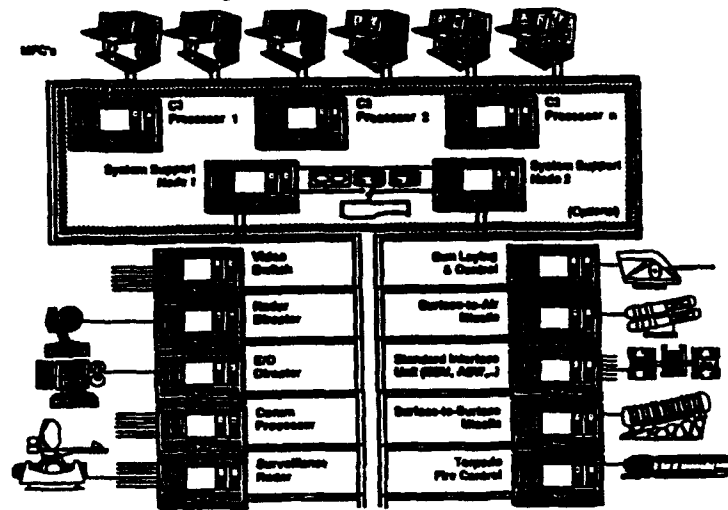 MFC's
C3
Processor 1
C3
Processor 2
C3
Processor n
System Support
Node 1
System Support
Node 2
(Optional)
Video
Switch
Radar
Director
E/O
Director
Comm
Processor
Surveillance
Radar
Gun Laying
& Control
Surface-to-Air
Missile
Standard Interface
Unit (ESM, ASW,..)
Surface-to-Surface
Missile
Torpedo
Fire Control